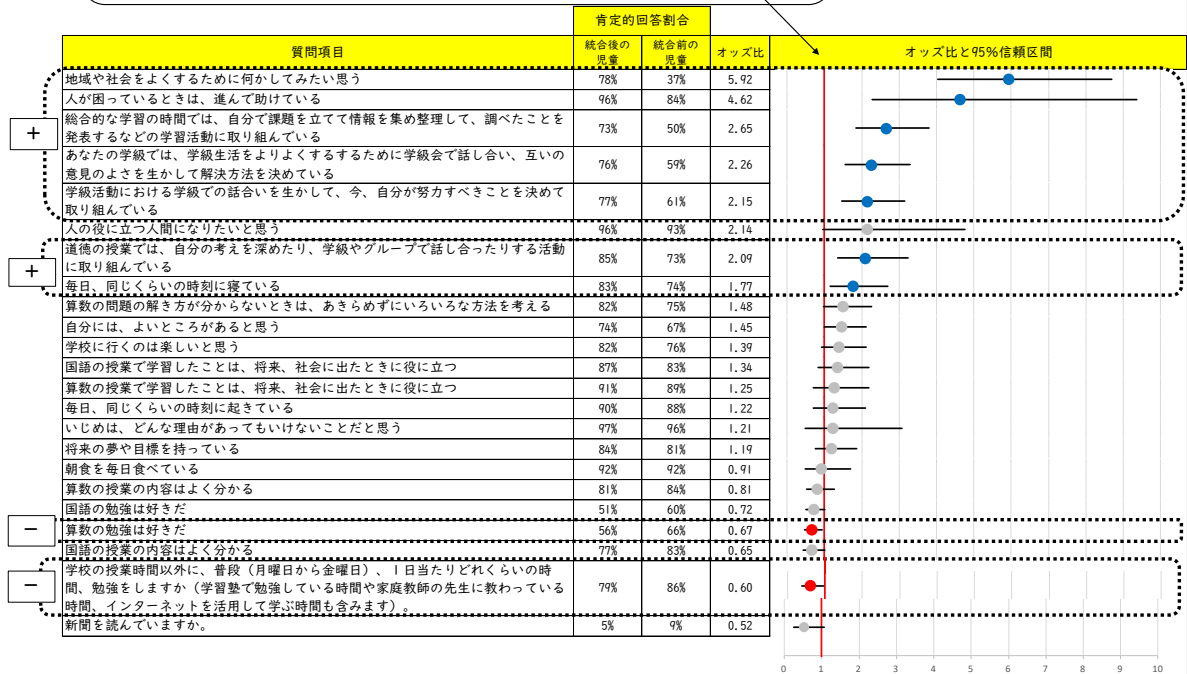 肯定的回答割合
質問項目
統合後の
児童
統合前の
児童
オッズ比
オッズ比と95%信頼区間
地域や社会をよくするために何かしてみたい思う 78% 37% 5.92
人が困っているときは、進んで助けている 96% 84% 4.62
+
総合的な学習の時間では、自分で課題を立てて情報を集め整理して、調べたことを
発表するなどの学習活動に取り組んでいる 73% 50% 2.65
あなたの学級では、学級生活をよりよくするするために学級会で話し合い、互いの
意見のよさを生かして解決方法を決めている 76% 59% 2.26
学級活動における学級での話合いを生かして、今、自分が努力すべきことを決めて
取り組んでいる 77% 61% 2.15
人の役に立つ人間になりたいと思う 96% 93% 2.14
+
道徳の授業では、自分の考えを深めたり、学級やグループで話し合ったりする活動
に取り組んでいる 85% 73% 2.09
毎日、同じくらいの時刻に寝ている 83% 74% 1.77
算数の問題の解き方が分からないときは、あきらめずにいろいろな方法を考える 82% 75% 1.48
自分には、よいところがあると思う 74% 67% 1.45
学校に行くのは楽しいと思う 82% 76% 1.39
国語の授業で学習したことは、将来、社会に出たときに役に立つ 87% 83% 1.34
算数の授業で学習したことは、将来、社会に出たときに役に立つ 91% 89% 1.25
毎日、同じくらいの時刻に起きている 90% 88% 1.22
いじめは、どんな理由があってもいけないことだと思う 97% 96% 1.21
将来の夢や目標を持っている 84% 81% 1.19
朝食を毎日食べている 92% 92% 0.91
算数の授業の内容はよく分かる 81% 84% 0.81
国語の勉強は好きだ 51% 60% 0.72
−
算数の勉強は好きだ 56% 66% 0.67
国語の授業の内容はよく分かる 77% 83% 0.65
−
学校の授業時間以外に、普段（月曜日から金曜日）、1日当たりどれくらいの時
間、勉強をしますか（学習塾で勉強している時間や家庭教師の先生に教わっている
時間、インターネットを活用して学ぶ時間も含みます）。 79% 86% 0.60
新聞を読んでいますか。 5% 9% 0.52
0 1 2 3 4 5 6 7 8 9 10